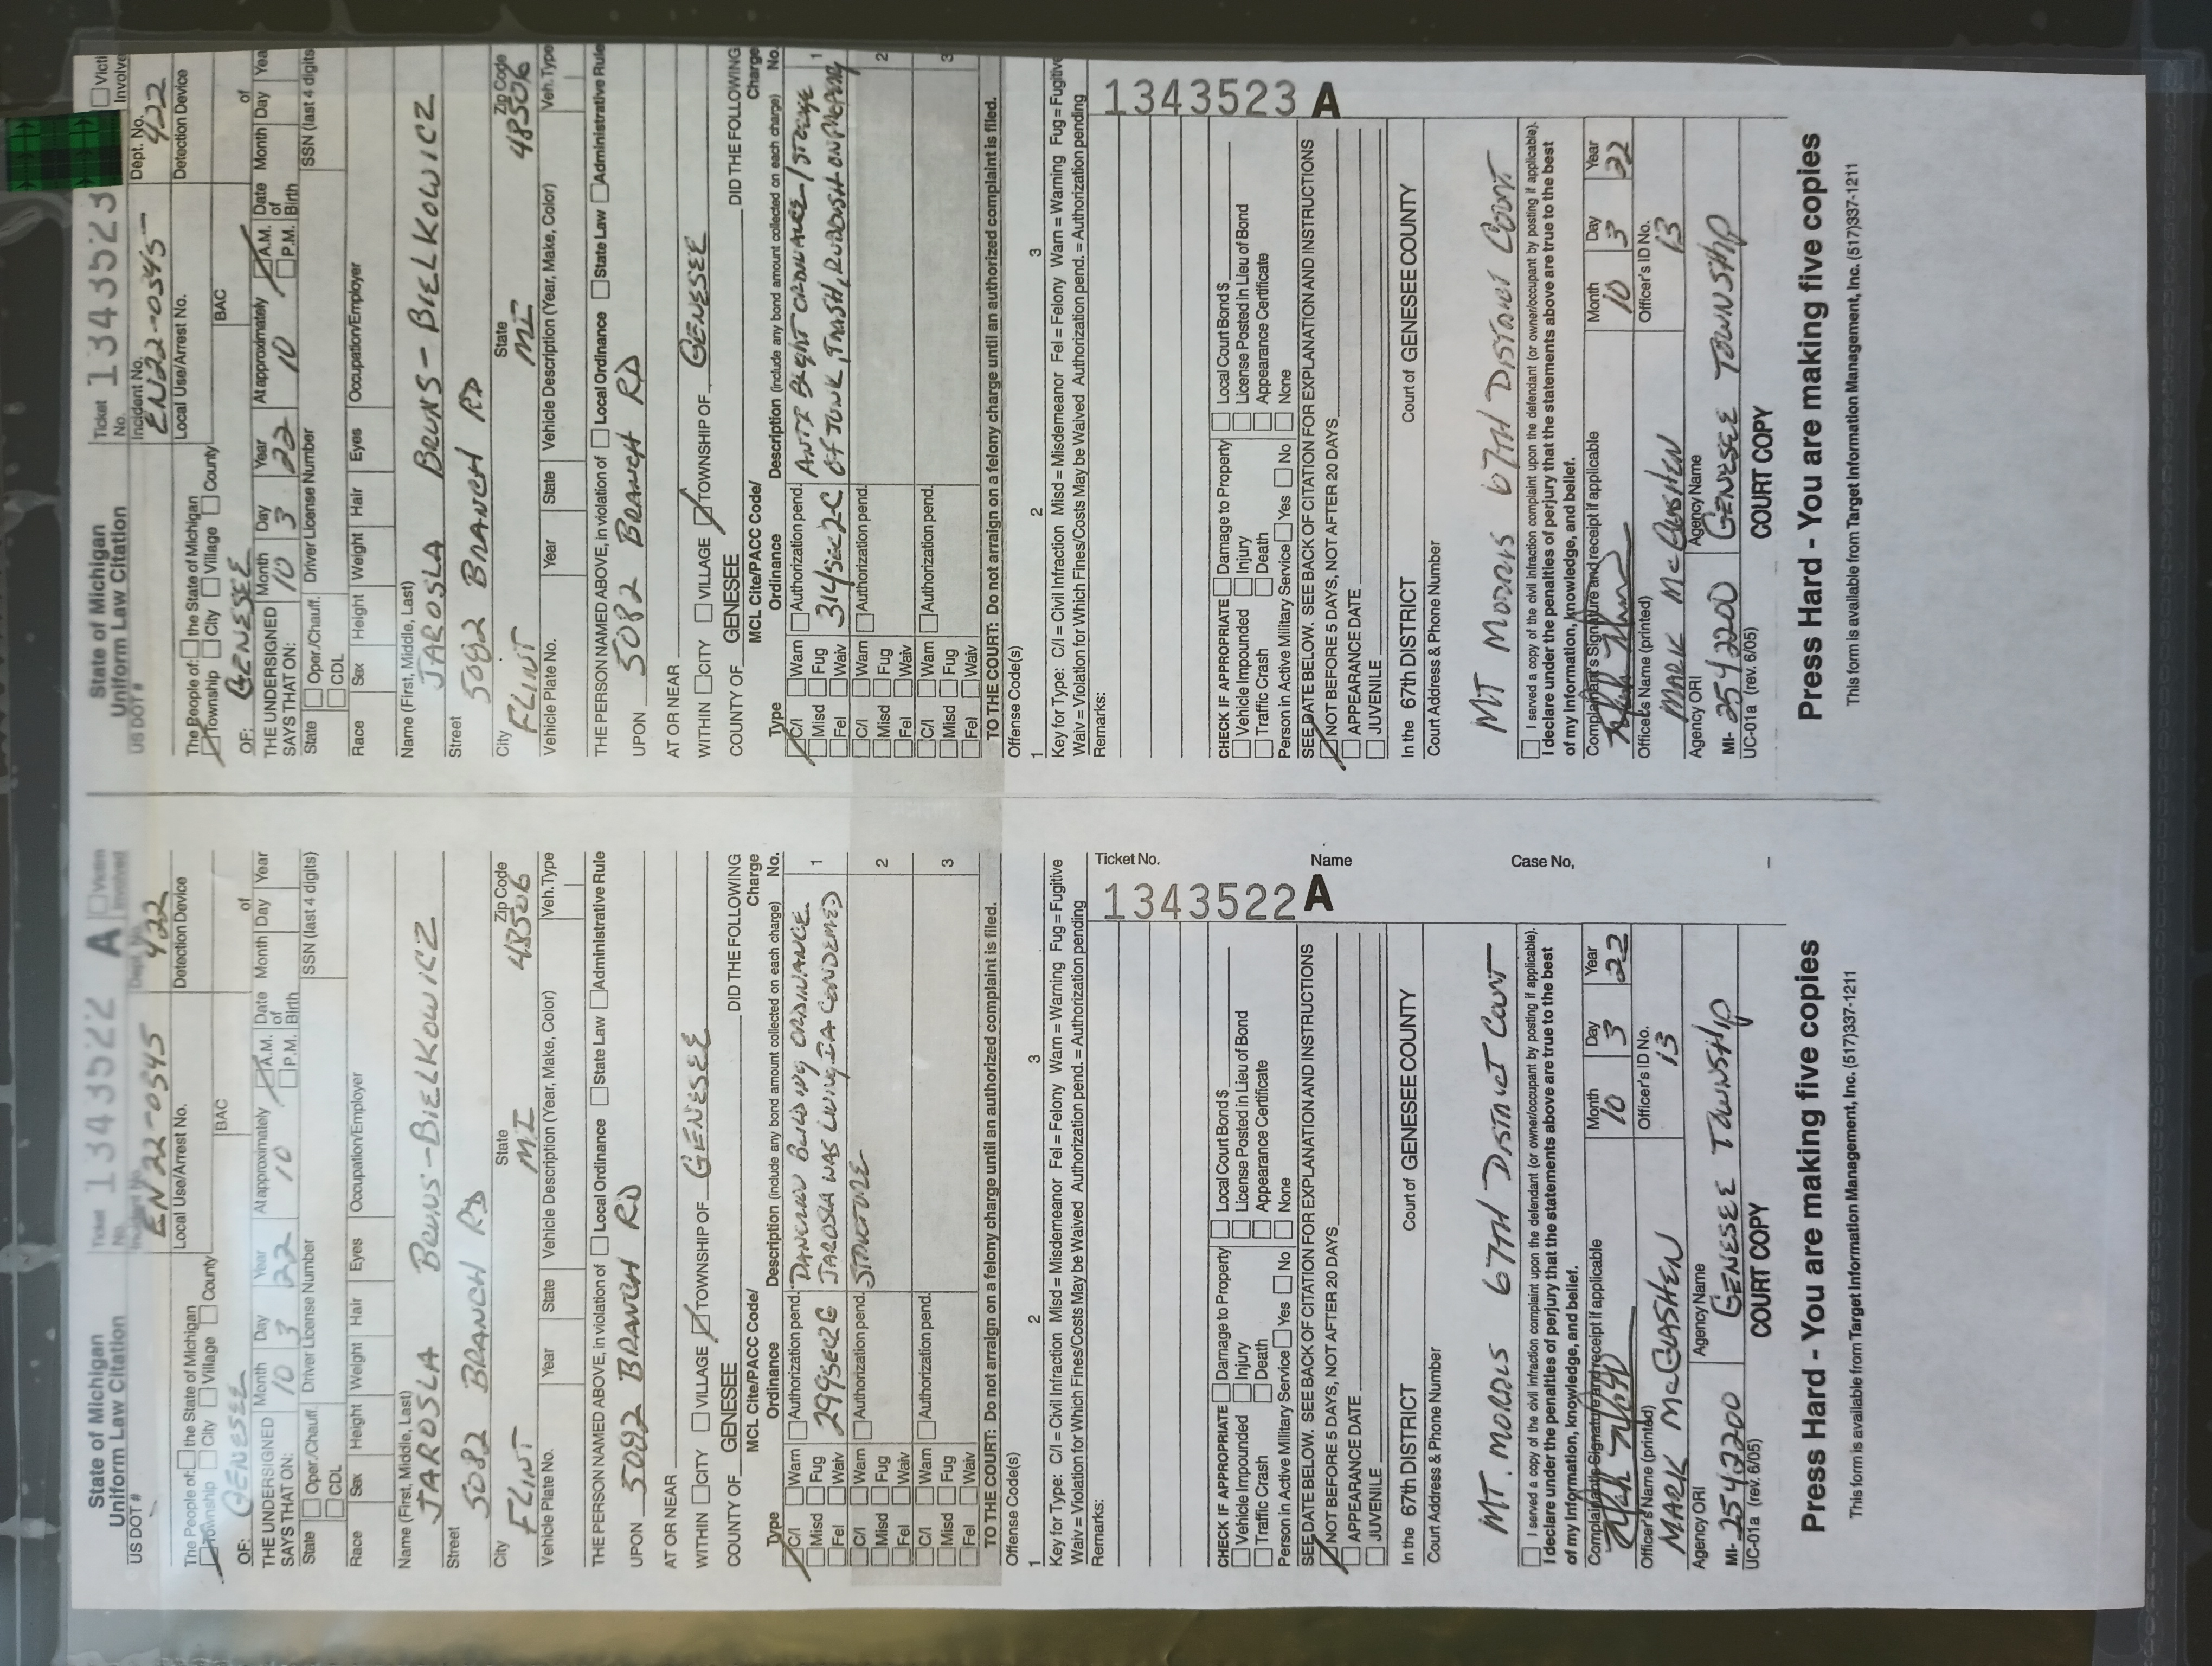 State of Michigan
Uniform Law Citation
US DOT #
Ticket No. 1343522 A
Victim Involved
Incident No.
EN22-0345
Dept. No.
422
The People of: the State of Michigan
Township City Village County
OF: GENESEE
Local Use/Arrest No.
Detection Device
BAC
of
THE UNDERSIGNED SAYS THAT ON: Month 10 Day 3 Year 22 At approximately 10 A.M. P.M. Date of Birth Month Day Year
State Oper./Chauff. CDL Driver License Number SSN (last 4 digits)
Race Sex Height Weight Hair Eyes Occupation/Employer
Name (First, Middle, Last)
JAROSLA BRUNS-BIELKOWICZ
Street
5082 BRANCH RD
City State Zip Code
FLINT MI 48506
Vehicle Plate No. Year State Vehicle Description (Year, Make, Color) Veh.Type
THE PERSON NAMED ABOVE, in violation of Local Ordinance State Law Administrative Rule
UPON 5082 BRANCH RD
AT OR NEAR
WITHIN CITY VILLAGE TOWNSHIP OF GENESEE
COUNTY OF GENESEE DID THE FOLLOWING
MCL Cite/PACC Code/ Charge
Type Ordinance Description (include any bond amount collected on each charge) No.
C/I Warn Authorization pend. BUILDING ORDINANCE
Misd Fug 1
Fel Waiv 299SEC2G JAROSLA WAS LIVING CONDEMED
C/I Warn Authorization pend. STRUCTURE
Misd Fug 2
Fel Waiv
C/I Warn Authorization pend.
Misd Fug 3
Fel Waiv
TO THE COURT: Do not arraign on a felony charge until an authorized complaint is filed.
Offense Code(s)
1 2 3
Key for Type: C/I = Civil Infraction Misd = Misdemeanor Fel = Felony Warn = Warning Fug = Fugitive
Waiv = Violation for Which Fines/Costs May be Waived Authorization pend. = Authorization pending
Remarks:
CHECK IF APPROPRIATE Damage to Property Local Court Bond $
Vehicle Impounded Injury License Posted in Lieu of Bond
Traffic Crash Death Appearance Certificate
Person in Active Military Service Yes No None
SEE DATE BELOW. SEE BACK OF CITATION FOR EXPLANATION AND INSTRUCTIONS
NOT BEFORE 5 DAYS, NOT AFTER 20 DAYS
APPEARANCE DATE
JUVENILE
In the 67th DISTRICT Court of GENESEE COUNTY
Court Address & Phone Number
MT. MORRIS 67TH DISTRICT COURT
I served a copy of the civil infraction complaint upon the defendant (or owner/occupant by posting if applicable).
I declare under the penalties of perjury that the statements above are true to the best
of my information, knowledge, and belief.
Complainant's Signature and receipt if applicable Month Day Year
10 3 22
Officer's Name (printed) Officer's ID No.
MARK McGLASHEN 13
Agency ORI Agency Name
MI- 2542200 GENESEE TOWNSHIP
UC-01a (rev. 6/05) COURT COPY
Ticket No. Name Case No.
1343522 A
Press Hard - You are making five copies
This form is available from Target Information Management, Inc. (517)337-1211
State of Michigan
Uniform Law Citation
US DOT #
Ticket No. 1343523
Victi
Involve
Incident No.
EN22-0345
Dept. No.
422
The People of: the State of Michigan
Township City Village County
OF: GENESEE
Local Use/Arrest No.
Detection Device
BAC
of
THE UNDERSIGNED SAYS THAT ON: Month 10 Day 3 Year 22 At approximately 10 A.M. P.M. Date of Birth Month Day Yea
State Oper./Chauff. CDL Driver License Number SSN (last 4 digits
Race Sex Height Weight Hair Eyes Occupation/Employer
Name (First, Middle, Last)
JAROSLA BRUNS-BIELKOWICZ
Street
5082 BRANCH RD
City State Zip Code
FLINT MI 48506
Vehicle Plate No. Year State Vehicle Description (Year, Make, Color) Veh.Type
THE PERSON NAMED ABOVE, in violation of Local Ordinance State Law Administrative Rule
UPON 5082 BRANCH RD
AT OR NEAR
WITHIN CITY VILLAGE TOWNSHIP OF GENESEE
COUNTY OF GENESEE DID THE FOLLOWING
MCL Cite/PACC Code/ Charge
Type Ordinance Description (include any bond amount collected on each charge) No.
C/I Warn Authorization pend. ANTI BLIGHT ORDINANCE / STORAGE
Misd Fug 1
Fel Waiv 314/SEC2-C OF JUNK, TRASH, RUBBISH ON PROPERTY
C/I Warn Authorization pend.
Misd Fug 2
Fel Waiv
C/I Warn Authorization pend.
Misd Fug 3
Fel Waiv
TO THE COURT: Do not arraign on a felony charge until an authorized complaint is filed.
Offense Code(s)
1 2 3
Key for Type: C/I = Civil Infraction Misd = Misdemeanor Fel = Felony Warn = Warning Fug = Fugitive
Waiv = Violation for Which Fines/Costs May be Waived Authorization pend. = Authorization pending
Remarks:
CHECK IF APPROPRIATE Damage to Property Local Court Bond $
Vehicle Impounded Injury License Posted in Lieu of Bond
Traffic Crash Death Appearance Certificate
Person in Active Military Service Yes No None
SEE DATE BELOW. SEE BACK OF CITATION FOR EXPLANATION AND INSTRUCTIONS
NOT BEFORE 5 DAYS, NOT AFTER 20 DAYS
APPEARANCE DATE
JUVENILE
In the 67th DISTRICT Court of GENESEE COUNTY
Court Address & Phone Number
MT MORRIS 67TH DISTRICT COURT
I served a copy of the civil infraction complaint upon the defendant (or owner/occupant by posting if applicable).
I declare under the penalties of perjury that the statements above are true to the best
of my information, knowledge, and belief.
Complainant's Signature and receipt if applicable Month Day Year
10 3 22
Officer's Name (printed) Officer's ID No.
MARK McGLASHEN 13
Agency ORI Agency Name
MI- 2542200 GENESEE TOWNSHIP
UC-01a (rev. 6/05) COURT COPY
1343523 A
Press Hard - You are making five copies
This form is available from Target Information Management, Inc. (517)337-1211